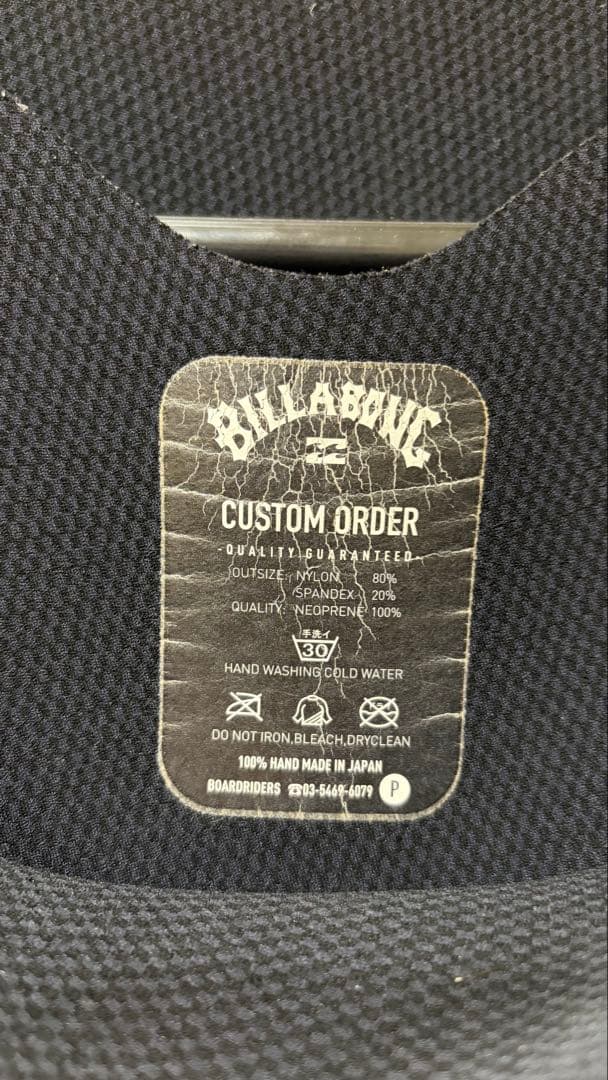 BILLABONG
CUSTOM ORDER
-QUALITY GUARANTEED-
OUTSIZE: NYLON 80%
SPANDEX 20%
QUALITY: NEOPRENE 100%
手洗イ
30
HAND WASHING COLD WATER
DO NOT IRON,BLEACH,DRYCLEAN
100% HAND MADE IN JAPAN
BOARDRIDERS ☎03-5469-6079 P